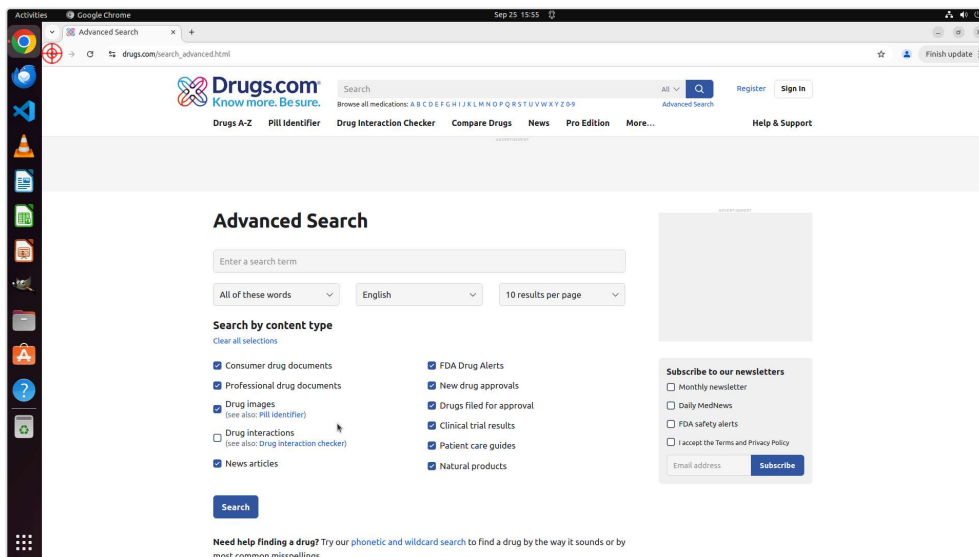 Activities
Google Chrome
Sep 25 15:55
Advanced Search
drugs.com/search_advanced.html
Finish update
Drugs.com
Know more. Be sure.
Search
All
Browse all medications: A B C D E F G H I J K L M N O P Q R S T U V W X Y Z 0-9
Advanced Search
Register
Sign In
Drugs A-Z
Pill Identifier
Drug Interaction Checker
Compare Drugs
News
Pro Edition
More...
Help & Support
ADVERTISEMENT
Advanced Search
ADVERTISEMENT
Enter a search term
All of these words
English
10 results per page
Search by content type
Clear all selections
Consumer drug documents
Professional drug documents
Drug images
(see also: Pill identifier)
Drug interactions
(see also: Drug interaction checker)
News articles
FDA Drug Alerts
New drug approvals
Drugs filed for approval
Clinical trial results
Patient care guides
Natural products
Subscribe to our newsletters
Monthly newsletter
Daily MedNews
FDA safety alerts
I accept the Terms and Privacy Policy
Email address
Subscribe
Search
Need help finding a drug? Try our phonetic and wildcard search to find a drug by the way it sounds or by
most common misspellings.